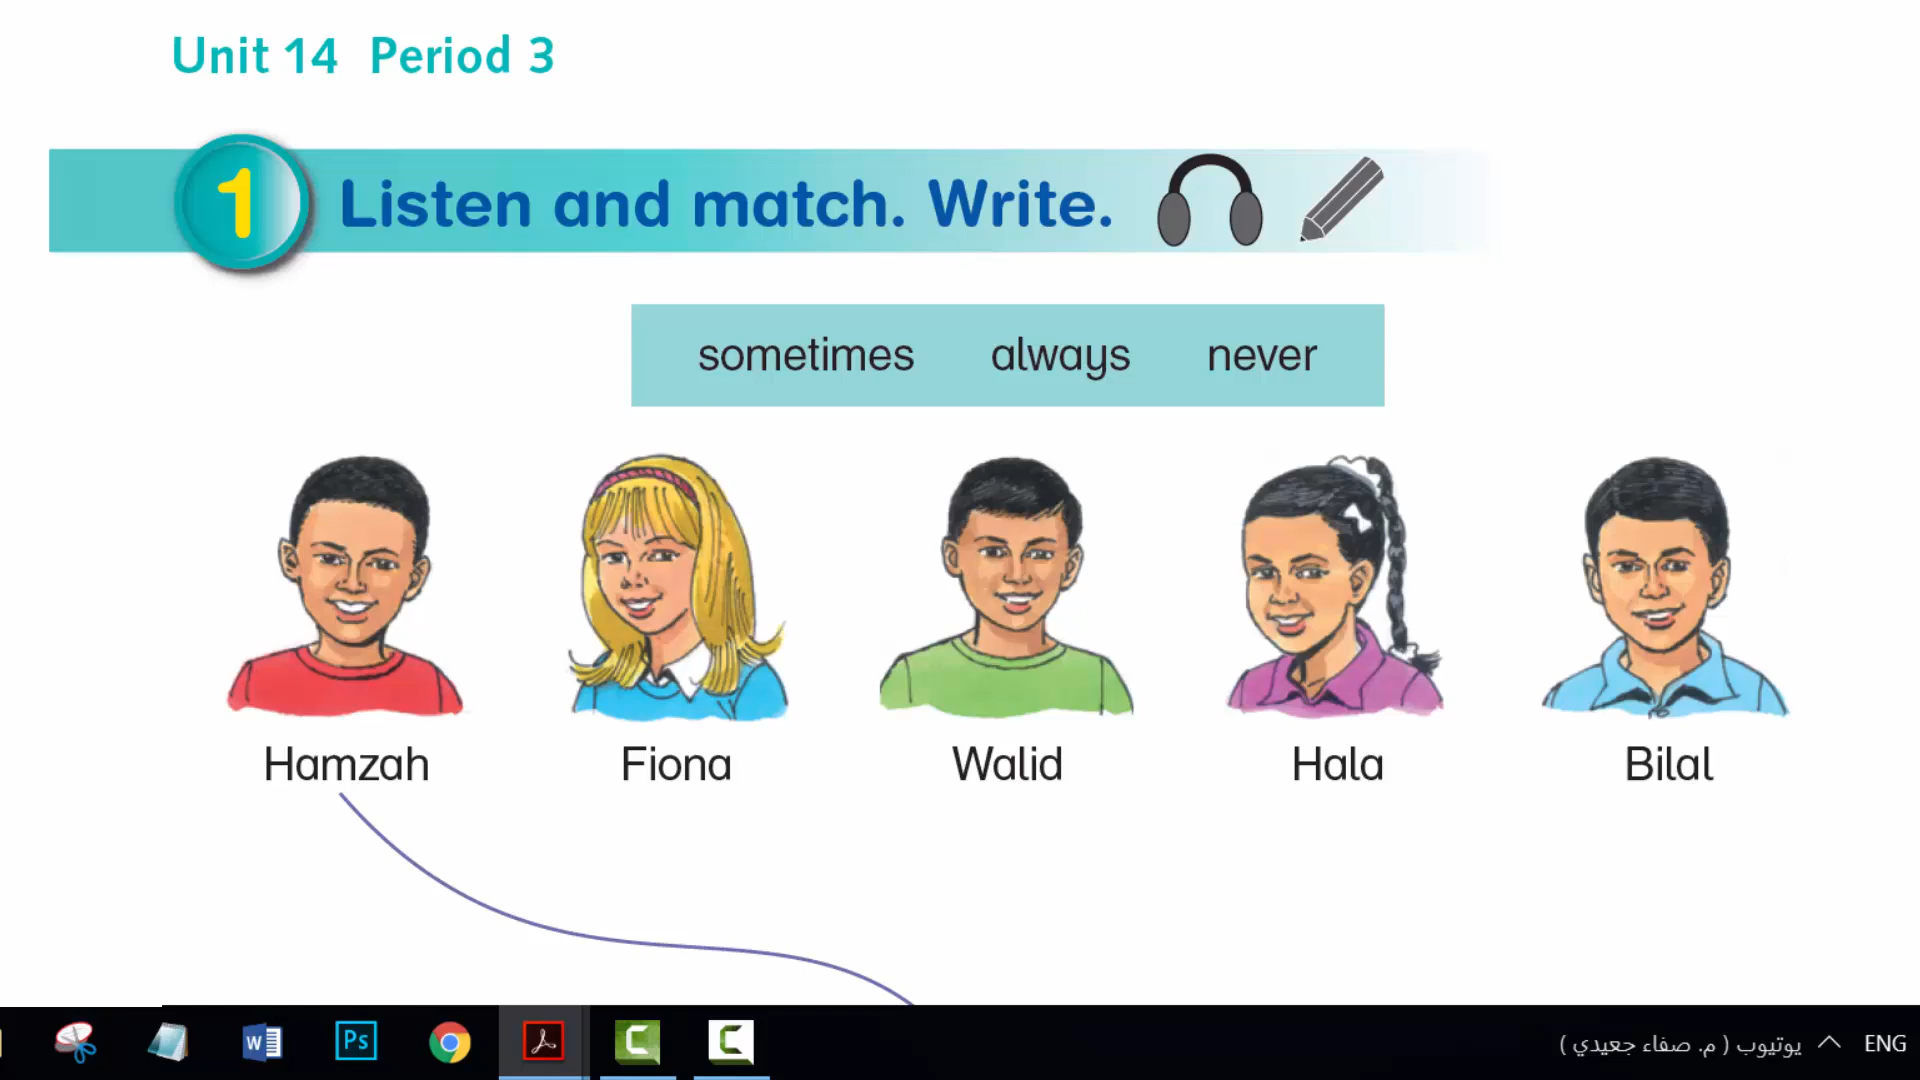 Unit 14 Period 3
1 Listen and match. Write.
sometimes always never
Hamzah Fiona Walid Hala Bilal
W Ps C C يوتيوب ( م. صفاء جعيدي ) ENG